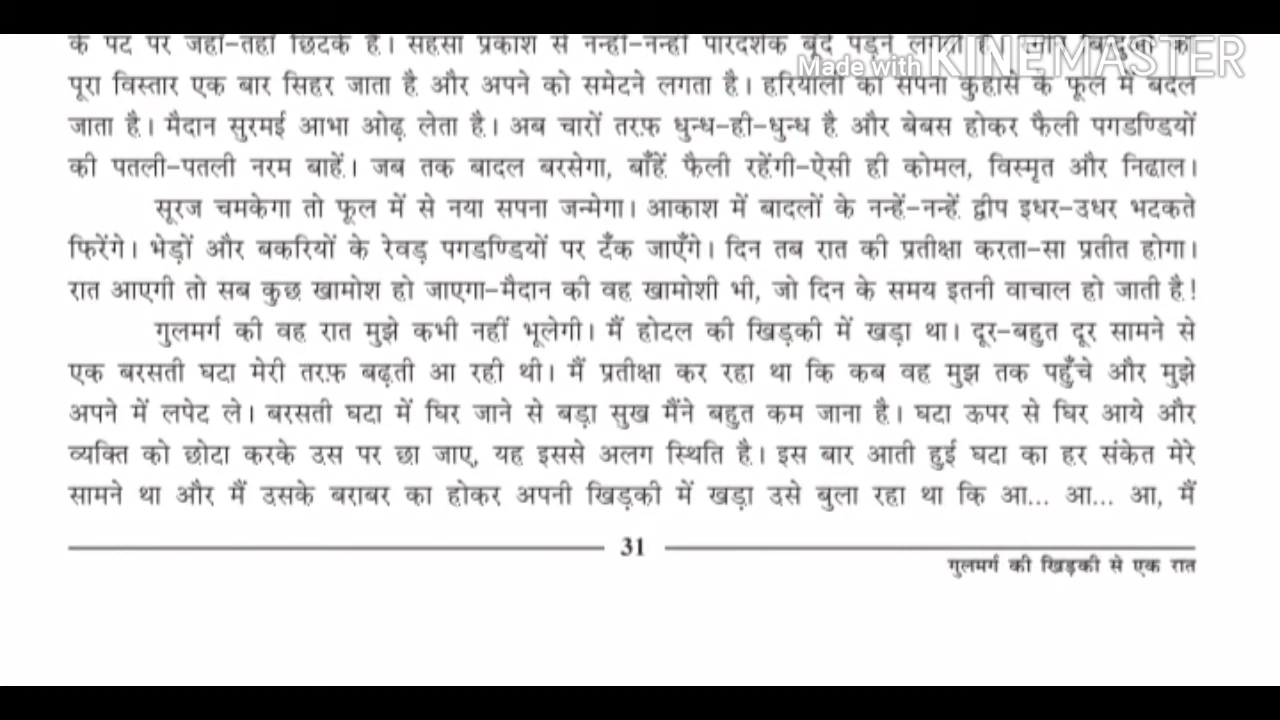 के पट पर जहाँ-तहाँ छिटके हैं। सहसा प्रकाश से नन्ही-नन्ही पारदर्शक बूँदें पड़ने
Made with KINEMASTER
पूरा विस्तार एक बार सिहर जाता है और अपने को समेटने लगता है। हरियाली का सपना कुहासे के फूल में बदल
जाता है। मैदान सुरमई आभा ओढ़ लेता है। अब चारों तरफ़ धुन्ध-ही-धुन्ध है और बेबस होकर फैली पगडण्डियों
की पतली-पतली नरम बाहें। जब तक बादल बरसेगा, बाँहें फैली रहेंगी-ऐसी ही कोमल, विस्मृत और निढाल।
सूरज चमकेगा तो फूल में से नया सपना जन्मेगा। आकाश में बादलों के नन्हें-नन्हें द्वीप इधर-उधर भटकते
फिरेंगे। भेड़ों और बकरियों के रेवड़ पगडण्डियों पर टँक जाएँगे। दिन तब रात की प्रतीक्षा करता-सा प्रतीत होगा।
रात आएगी तो सब कुछ खामोश हो जाएगा-मैदान की वह खामोशी भी, जो दिन के समय इतनी वाचाल हो जाती है!
गुलमर्ग की वह रात मुझे कभी नहीं भूलेगी। मैं होटल की खिड़की में खड़ा था। दूर-बहुत दूर सामने से
एक बरसती घटा मेरी तरफ़ बढ़ती आ रही थी। मैं प्रतीक्षा कर रहा था कि कब वह मुझ तक पहुँचे और मुझे
अपने में लपेट ले। बरसती घटा में घिर जाने से बड़ा सुख मैंने बहुत कम जाना है। घटा ऊपर से घिर आये और
व्यक्ति को छोटा करके उस पर छा जाए, यह इससे अलग स्थिति है। इस बार आती हुई घटा का हर संकेत मेरे
सामने था और मैं उसके बराबर का होकर अपनी खिड़की में खड़ा उसे बुला रहा था कि आ... आ... आ, मैं
31
गुलमर्ग की खिड़की से एक रात